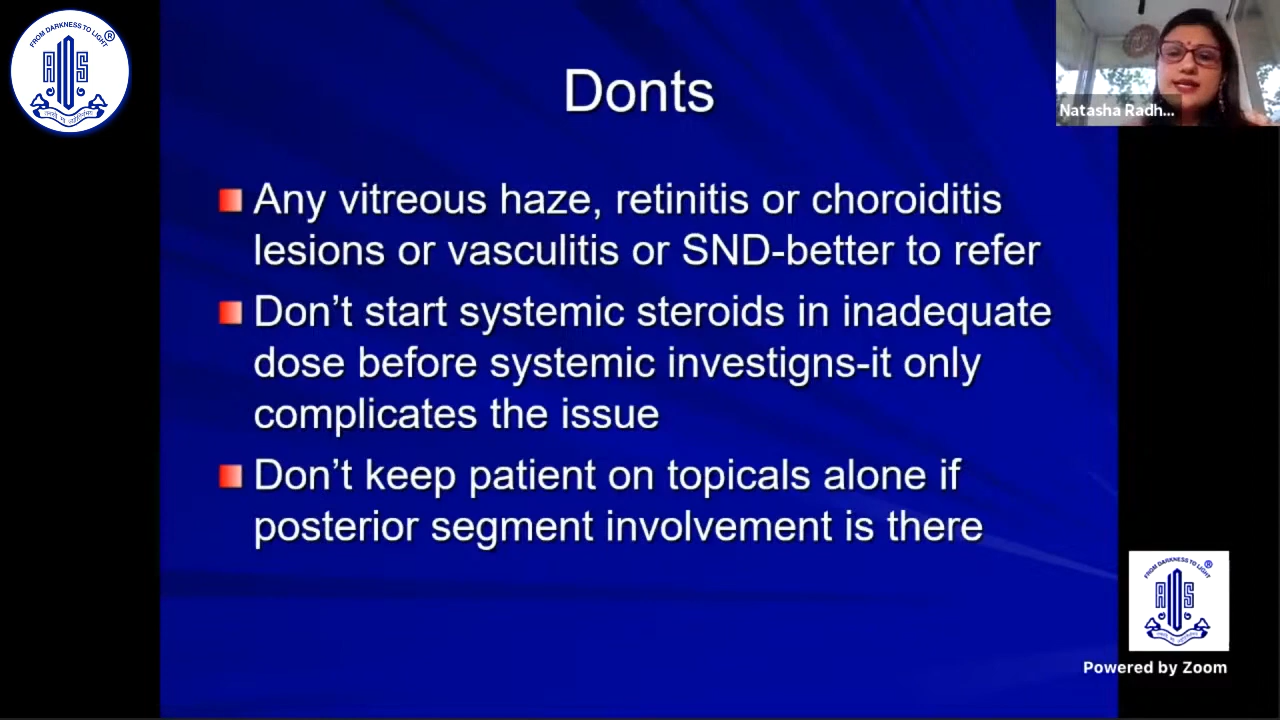 FROM DARKNESS TO LIGHT
®
AIOS
Donts
Natasha Radh...
Any vitreous haze, retinitis or choroiditis
lesions or vasculitis or SND-better to refer
Don't start systemic steroids in inadequate
dose before systemic investigns-it only
complicates the issue
Don't keep patient on topicals alone if
posterior segment involvement is there
FROM DARKNESS TO LIGHT
®
AIOS
Powered by Zoom